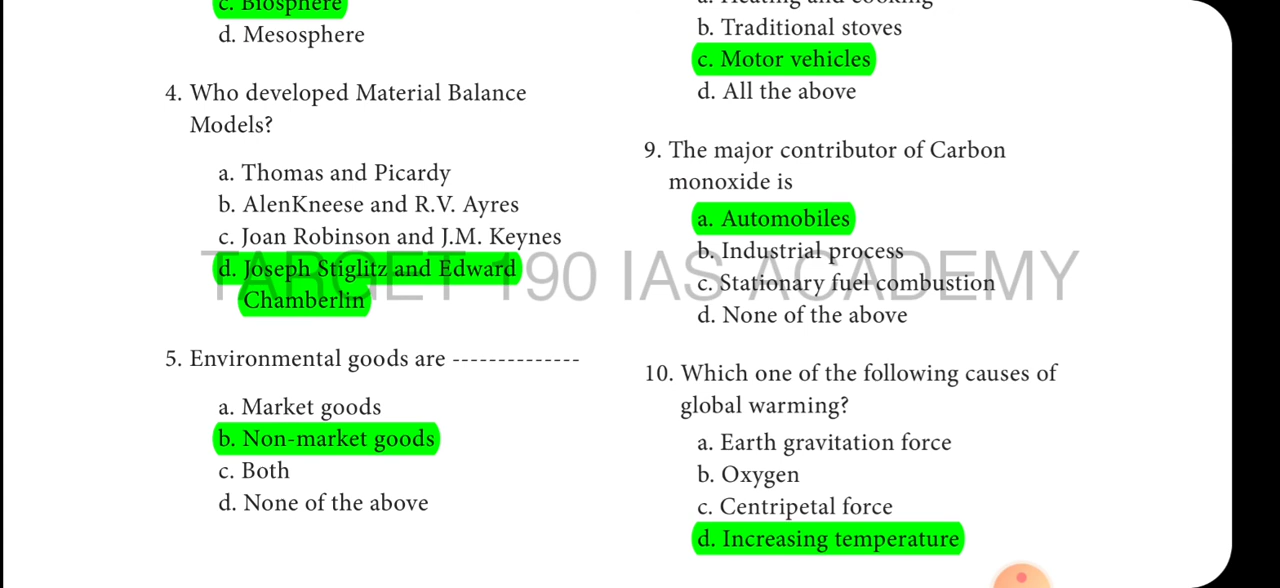 c. Biosphere
d. Mesosphere
4. Who developed Material Balance
Models?
a. Thomas and Picardy
b. AlenKneese and R.V. Ayres
c. Joan Robinson and J.M. Keynes
d. Joseph Stiglitz and Edward
Chamberlin
5. Environmental goods are --------------
a. Market goods
b. Non-market goods
c. Both
d. None of the above
a. Heating and cooking
b. Traditional stoves
c. Motor vehicles
d. All the above
9. The major contributor of Carbon
monoxide is
a. Automobiles
b. Industrial process
c. Stationary fuel combustion
d. None of the above
10. Which one of the following causes of
global warming?
a. Earth gravitation force
b. Oxygen
c. Centripetal force
d. Increasing temperature
TARGET 190 IAS ACADEMY